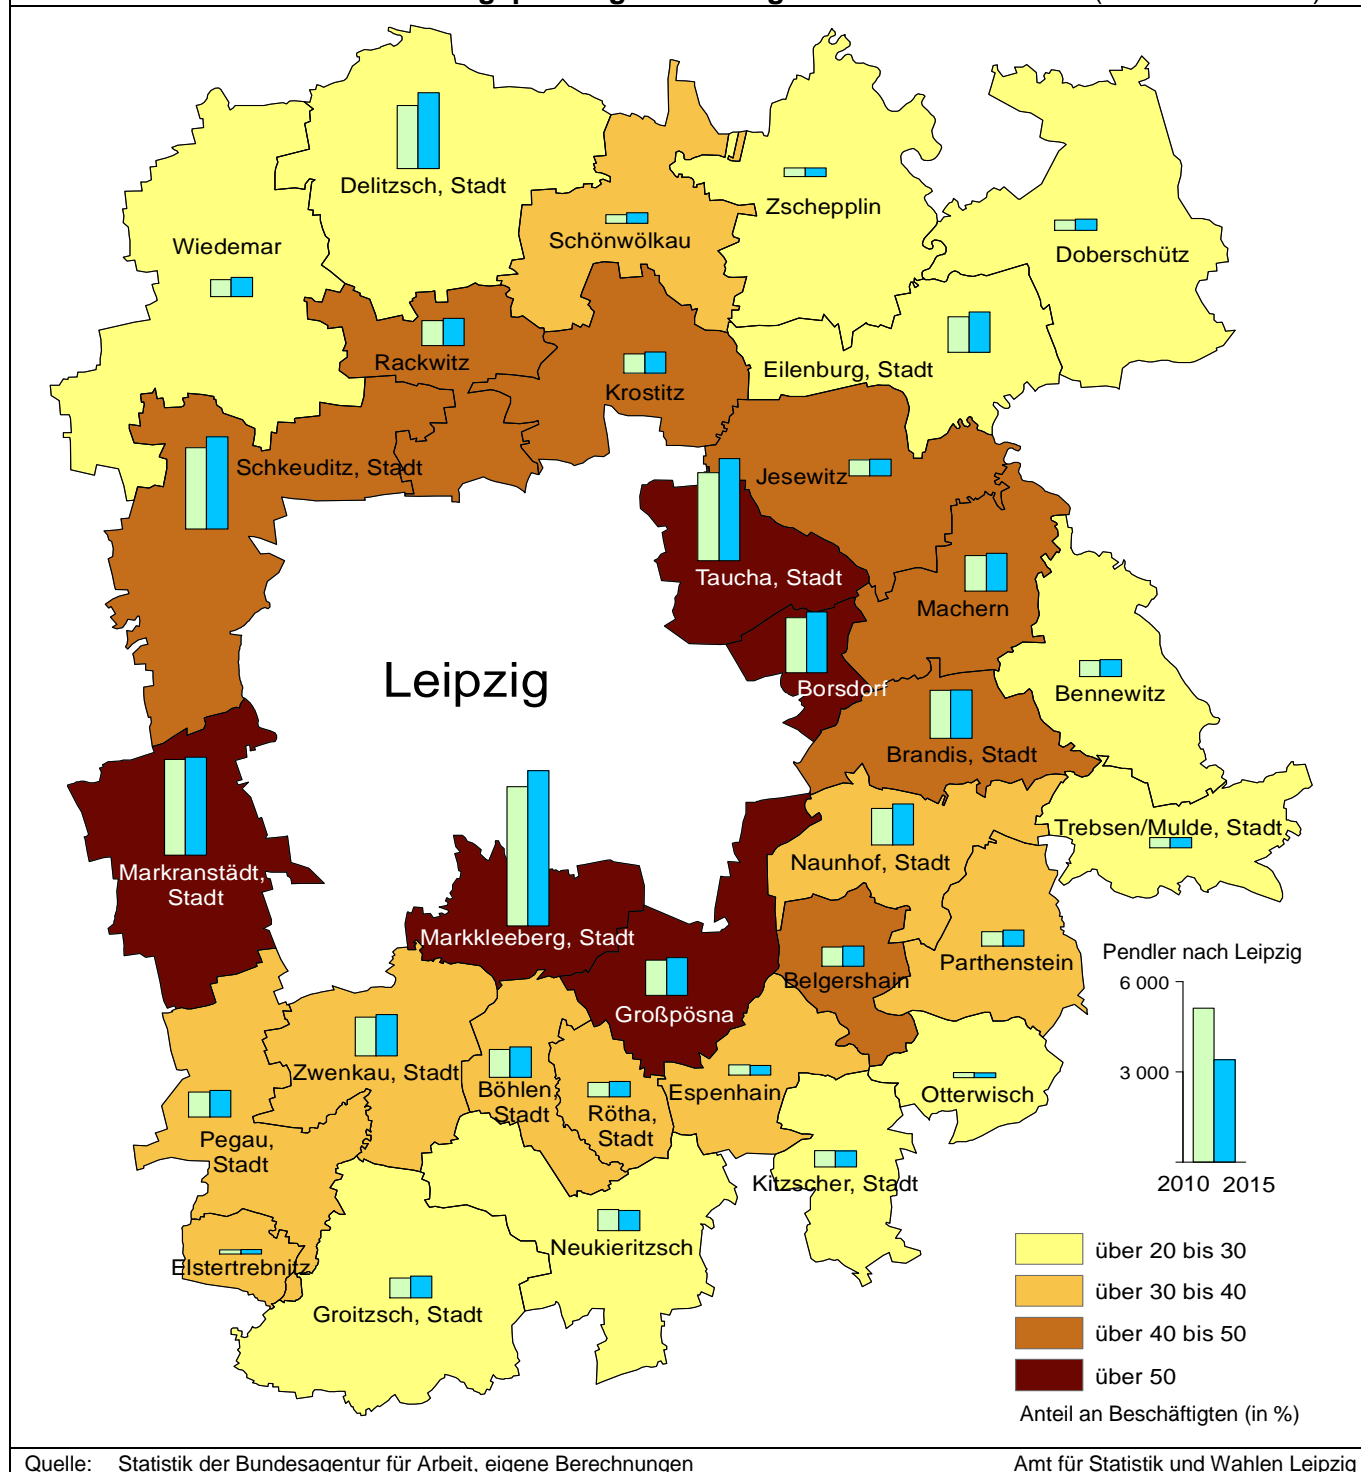 Delitzsch, Stadt
Zschepplin
Schönwölkau
Wiedemar
Doberschütz
Rackwitz
Eilenburg, Stadt
Krostitz
Schkeuditz, Stadt
Jesewitz
Taucha, Stadt
Machern
Leipzig
Borsdorf
Bennewitz
Brandis, Stadt
Trebsen/Mulde, Stadt
Naunhof, Stadt
Markranstädt,
Stadt
Markkleeberg, Stadt
Parthenstein
Belgershain
Großpösna
Zwenkau, Stadt
Böhlen,
Stadt
Rötha,
Stadt
Espenhain
Otterwisch
Pegau,
Stadt
Kitzscher, Stadt
Neukieritzsch
Elstertrebnitz
Groitzsch, Stadt
Pendler nach Leipzig
6 000
3 000
2010 2015
über 20 bis 30
über 30 bis 40
über 40 bis 50
über 50
Anteil an Beschäftigten (in %)
Quelle: Statistik der Bundesagentur für Arbeit, eigene Berechnungen
Amt für Statistik und Wahlen Leipzig